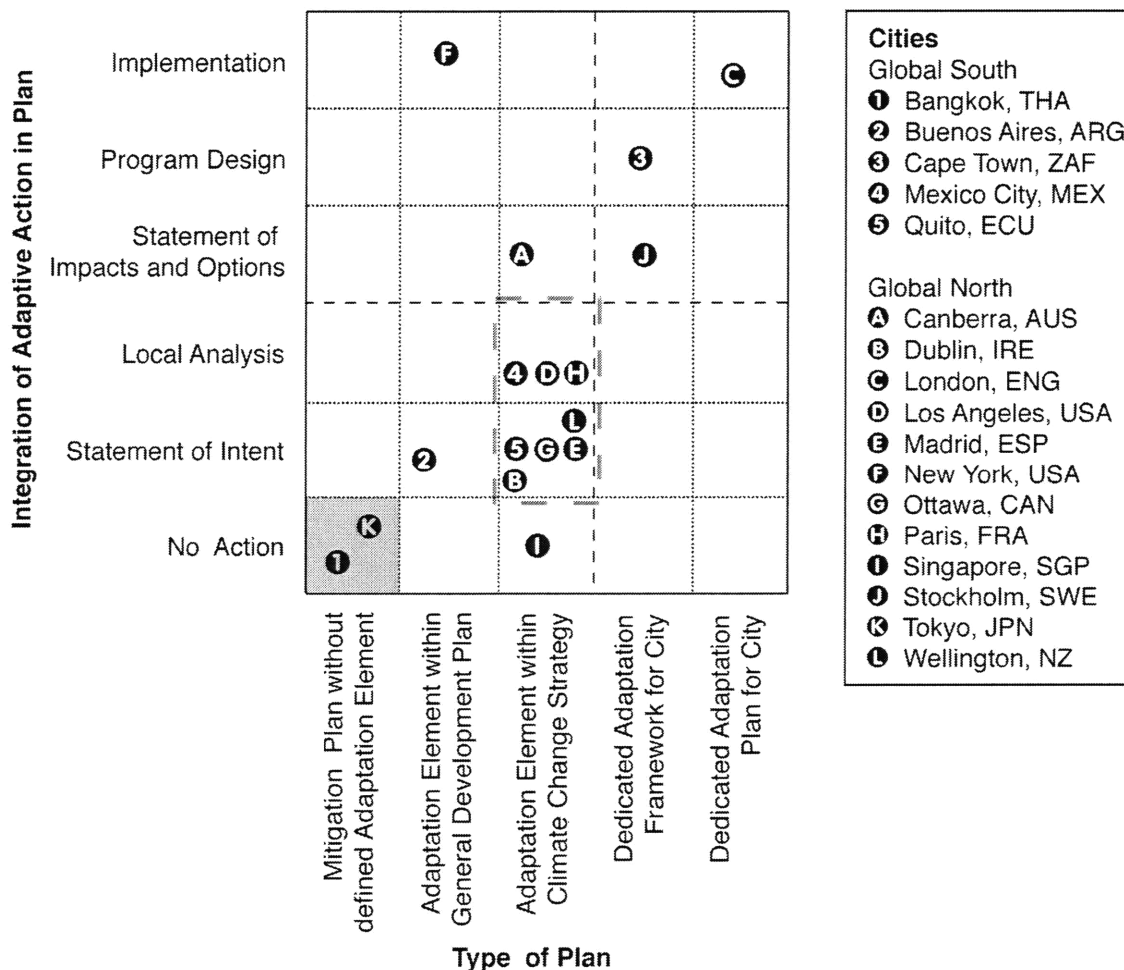 Integration of Adaptive Action in Plan
Implementation
Program Design
Statement of
Impacts and Options
Local Analysis
Statement of Intent
No Action
F
C
3
A
J
4 D H
L
2
5 G E
B
K
1
I
Mitigation Plan without
defined Adaptation Element
Adaptation Element within
General Development Plan
Adaptation Element within
Climate Change Strategy
Dedicated Adaptation
Framework for City
Dedicated Adaptation
Plan for City
Type of Plan
Cities
Global South
1 Bangkok, THA
2 Buenos Aires, ARG
3 Cape Town, ZAF
4 Mexico City, MEX
5 Quito, ECU
Global North
A Canberra, AUS
B Dublin, IRE
C London, ENG
D Los Angeles, USA
E Madrid, ESP
F New York, USA
G Ottawa, CAN
H Paris, FRA
I Singapore, SGP
J Stockholm, SWE
K Tokyo, JPN
L Wellington, NZ